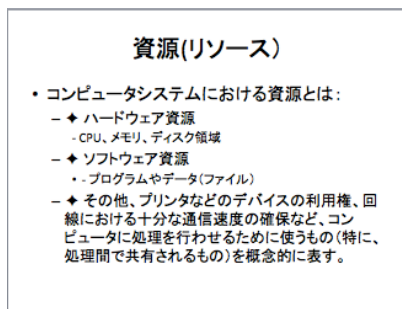 資源(リソース）
• コンピュータシステムにおける資源とは：
– ✦ ハードウェア資源
- CPU、メモリ、ディスク領域
– ✦ ソフトウェア資源
• - プログラムやデータ（ファイル）
– ✦ その他、プリンタなどのデバイスの利用権、回
線における十分な通信速度の確保など、コン
ピュータに処理を行わせるために使うもの（特に、
処理間で共有されるもの）を概念的に表す。